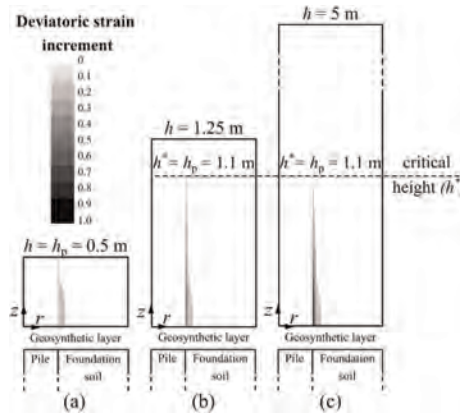 Deviatoric strain
increment
0
0.1
0.2
0.3
0.4
0.5
0.6
0.7
0.8
0.9
1.0
h = 5 m
h = 1.25 m
h* = hp = 1.1 m
h* = hp = 1.1 m
critical
height (h*
h = hp = 0.5 m
z
r
z
r
z
r
Geosynthetic layer
Geosynthetic layer
Geosynthetic layer
Pile
Foundation
soil
Pile
Foundation
soil
Pile
Foundation
soil
(a)
(b)
(c)